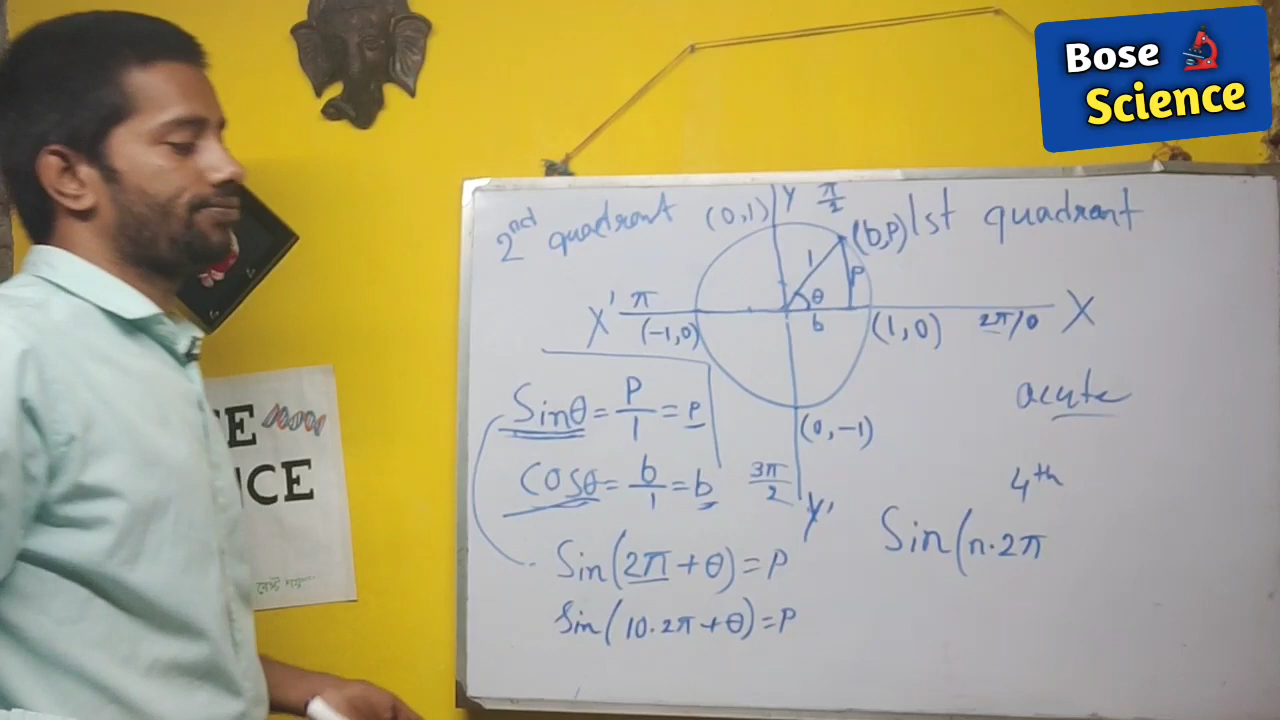 Bose
Science
2nd quadrant
(0,1)
Y
π/2
(b,p)
1st quadrant
1
p
θ
b
X'
π
(-1,0)
(1,0)
2π/0
X
acute
Sinθ = P/1 = P
(0,-1)
cosθ = b/1 = b
3π/2
Y'
4th
Sin(n.2π
Sin(2π+θ)=P
Sin(10.2π+θ)=P